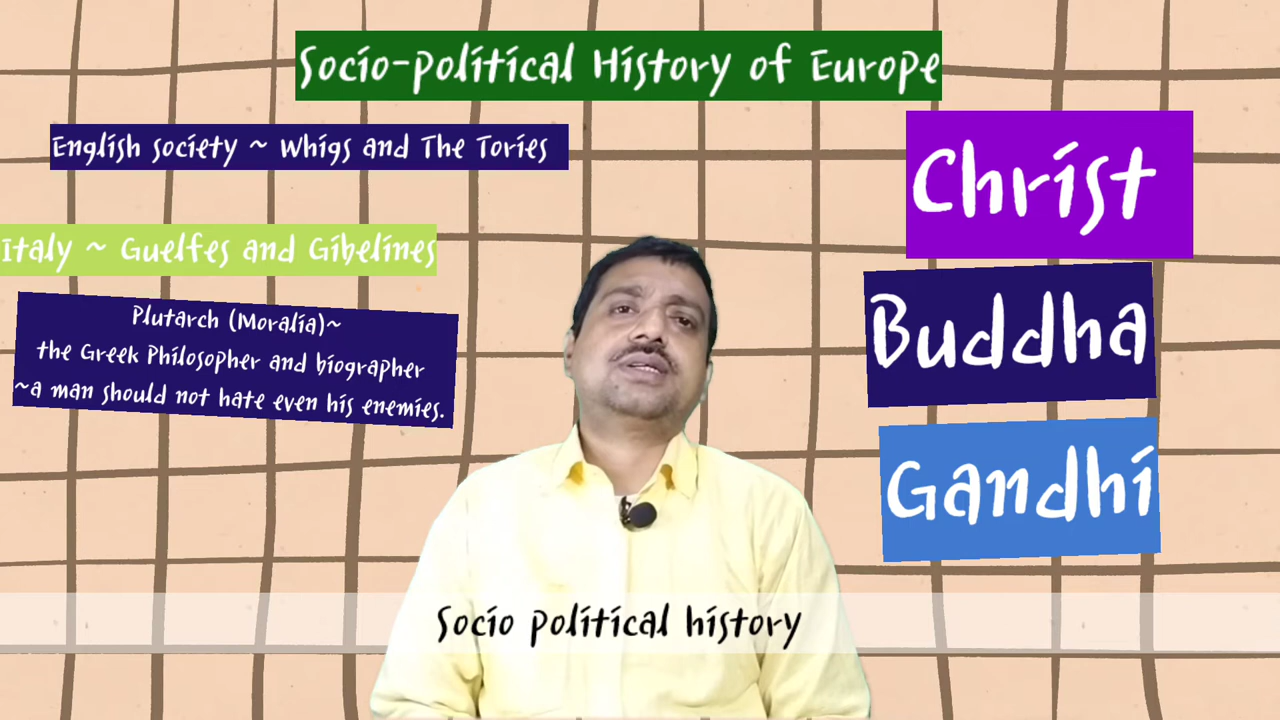 Socio-political History of Europe
English society ~ Whigs and The Tories
Italy ~ Guelfes and Gibelines
Plutarch (Moralia)~
the Greek Philosopher and biographer
~a man should not hate even his enemies.
Christ
Buddha
Gandhi
Socio political history